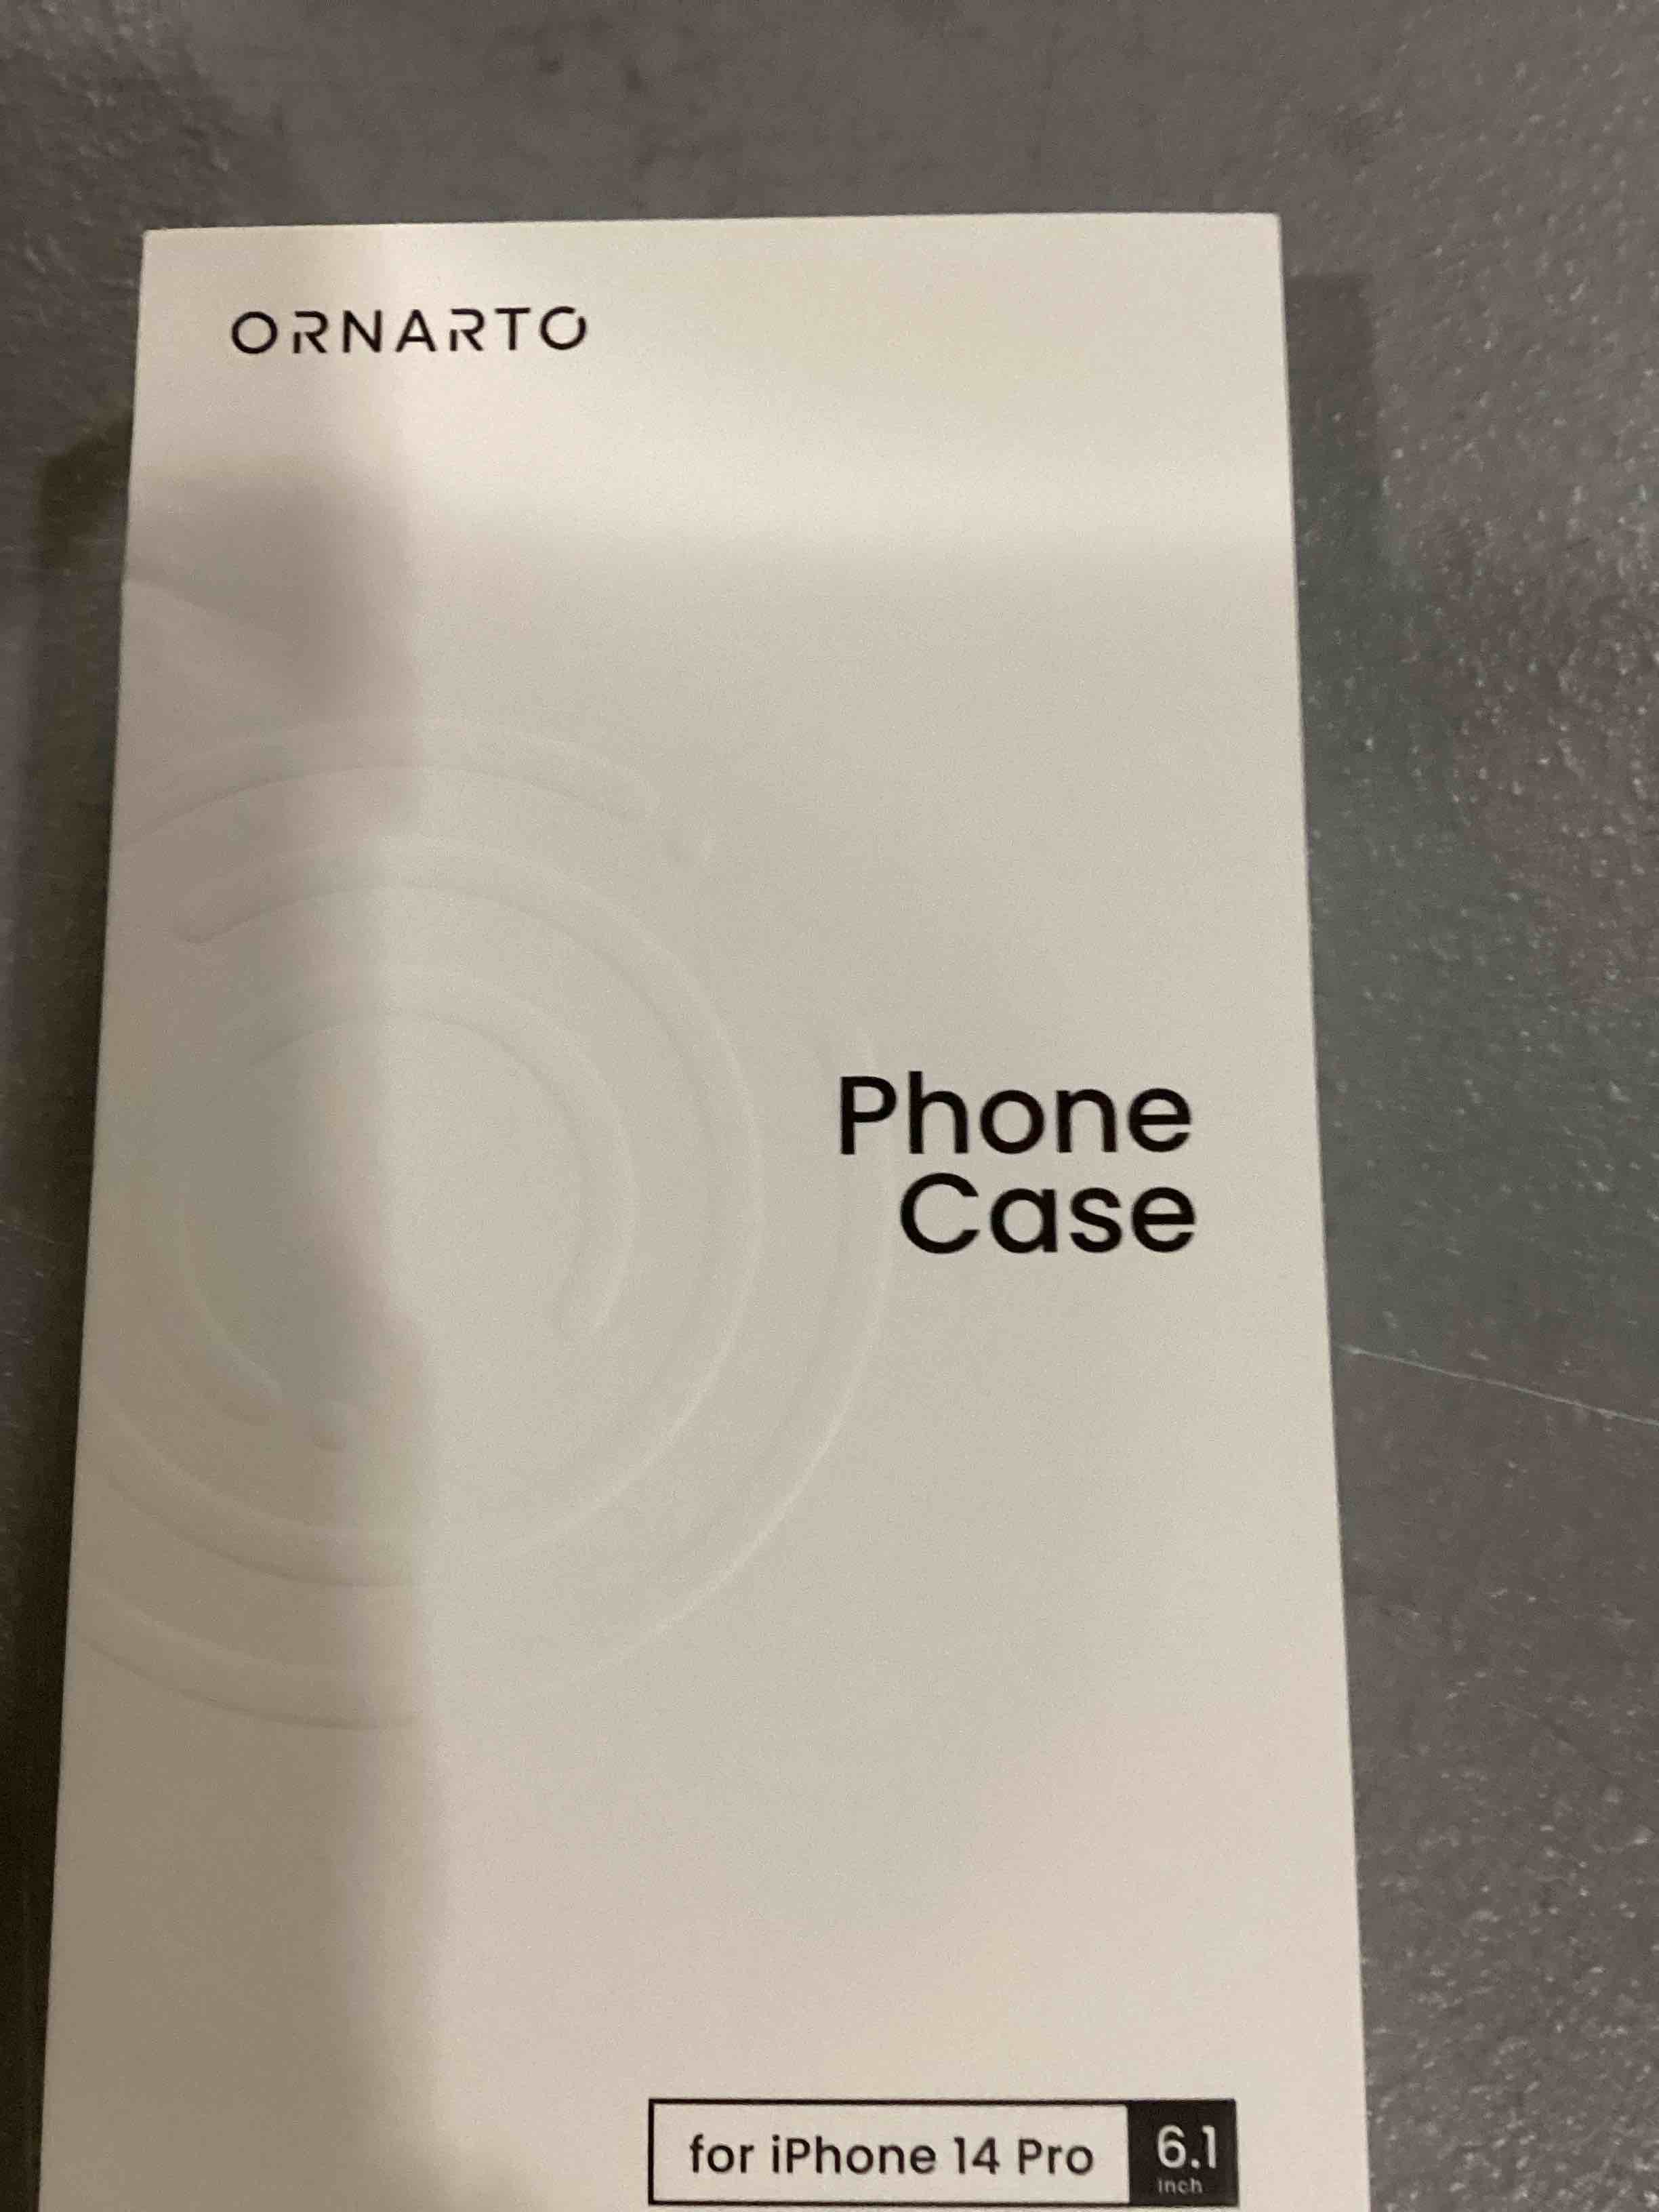 ORNARTO
Phone
Case
for iPhone 14 Pro 6.1
inch